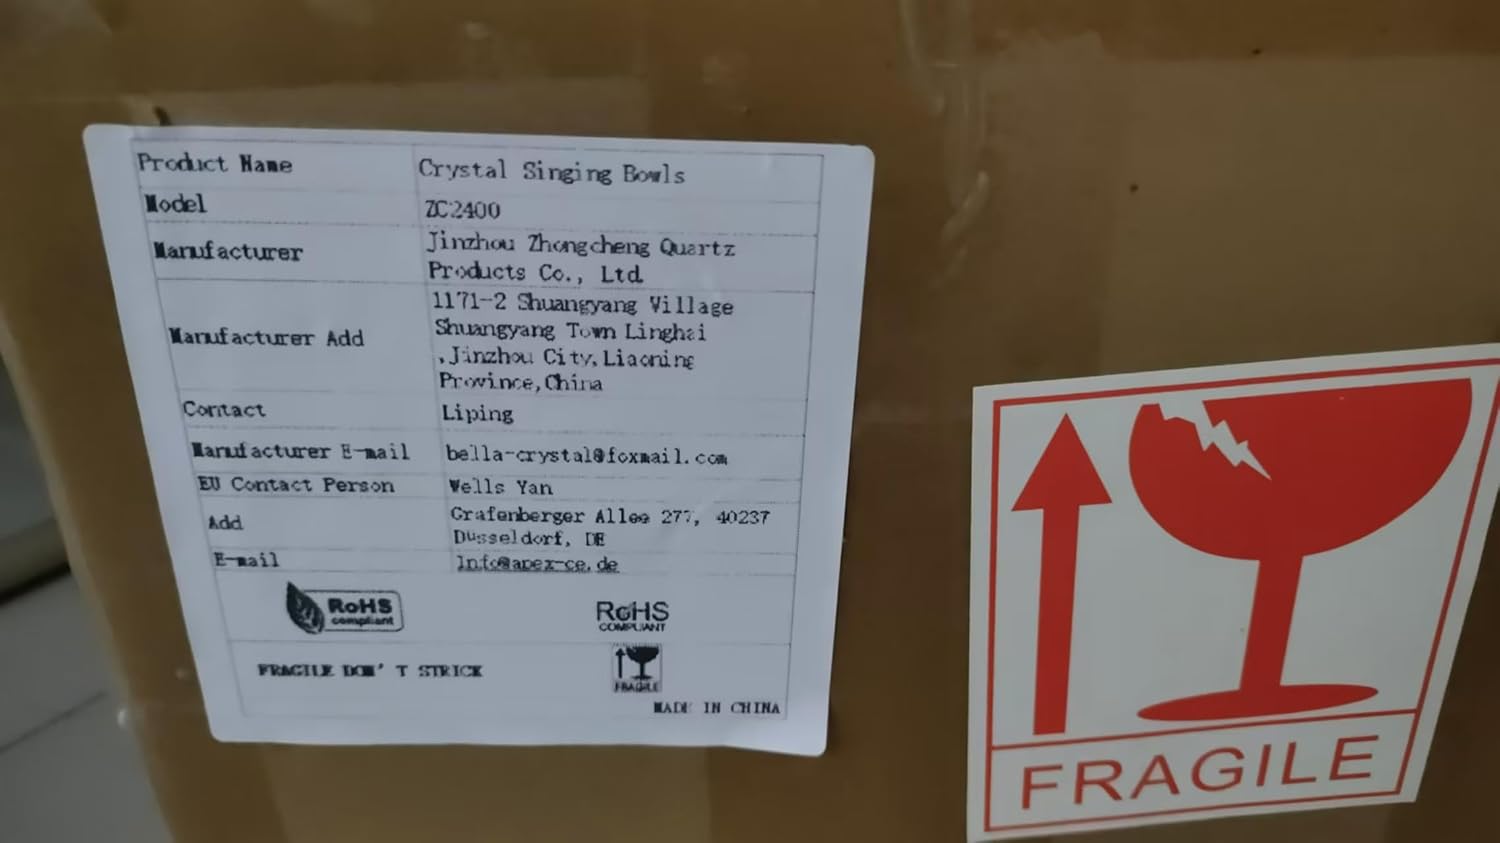 Product Name Crystal Singing Bowls
Model ZC2400
Manufacturer Jinzhou Zhongcheng Quartz
Products Co., Ltd
Manufacturer Add 1171-2 Shuangyang Village
Shuangyang Town Linghai
,Jinzhou City,Liaoning
Province,China
Contact Liping
Manufacturer E-mail bella-crystal@foxmail.com
EU Contact Person Wells Yan
Add Grafenberger Allee 277, 40237
Düsseldorf, DE
E-mail Info@apex-ce.de
RoHS
compliant
RoHS
COMPLIANT
FRAGILE DON'T STRICK
FRAGILE
MADE IN CHINA
FRAGILE